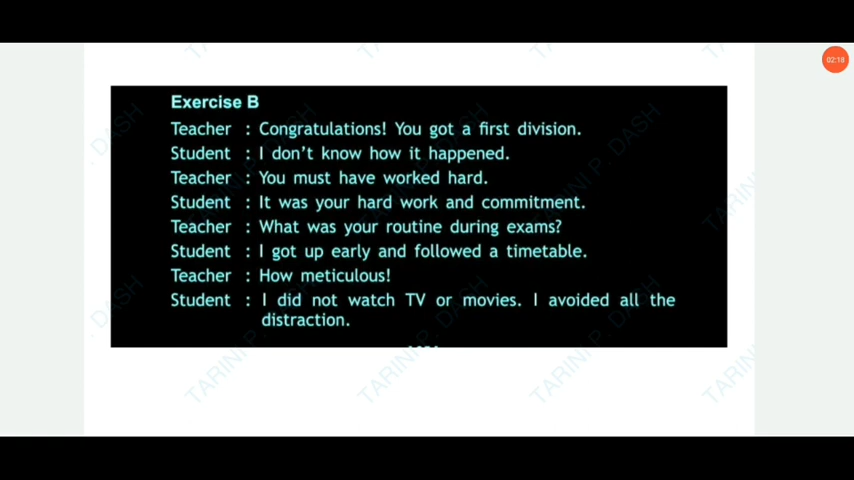 02:18
Exercise B
Teacher : Congratulations! You got a first division.
Student : I don't know how it happened.
Teacher : You must have worked hard.
Student : It was your hard work and commitment.
Teacher : What was your routine during exams?
Student : I got up early and followed a timetable.
Teacher : How meticulous!
Student : I did not watch TV or movies. I avoided all the
distraction.
TARINI P. DASH